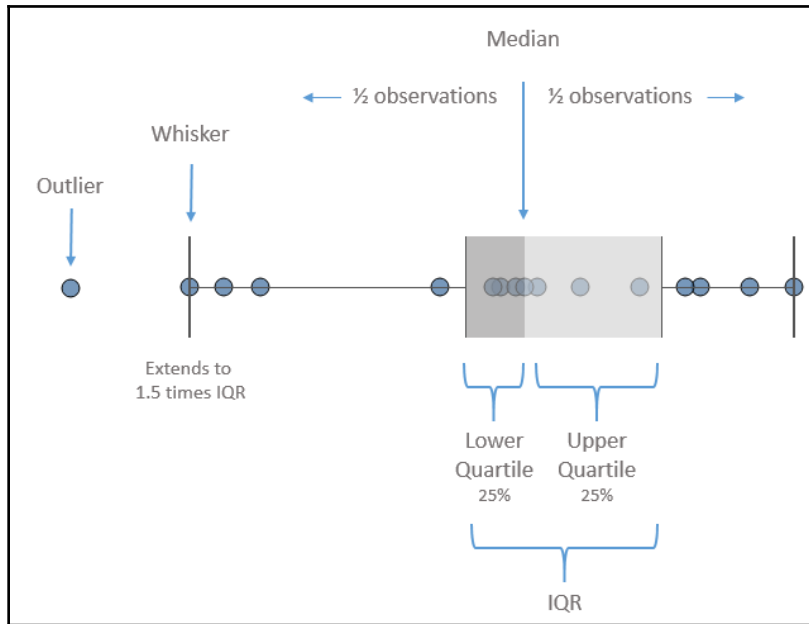 Median
½ observations
½ observations
Whisker
Outlier
Extends to
1.5 times IQR
Lower
Quartile
25%
Upper
Quartile
25%
IQR